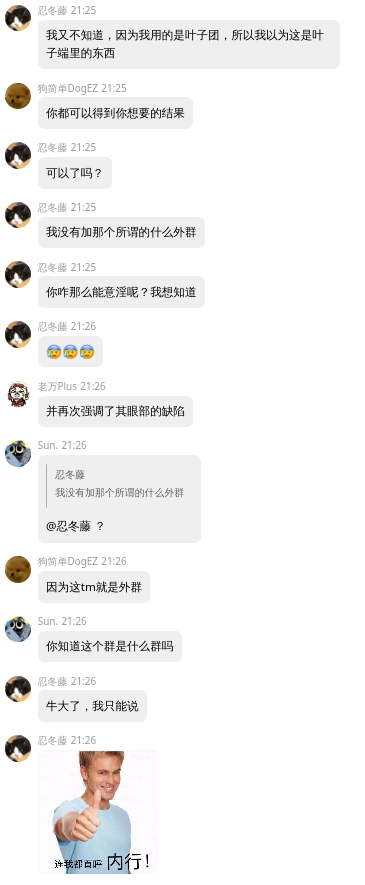 忍冬藤 21:25
我又不知道，因为我用的是叶子团，所以我以为这是叶
子端里的东西
狗简单DogEZ 21:25
你都可以得到你想要的结果
忍冬藤 21:25
可以了吗？
忍冬藤 21:25
我没有加那个所谓的什么外群
忍冬藤 21:25
你咋那么能意淫呢？我想知道
忍冬藤 21:26
😰😰😰
老万Plus 21:26
并再次强调了其眼部的缺陷
Sun. 21:26
忍冬藤
我没有加那个所谓的什么外群
@忍冬藤 ？
狗简单DogEZ 21:26
因为这tm就是外群
Sun. 21:26
你知道这个群是什么群吗
忍冬藤 21:26
牛大了，我只能说
忍冬藤 21:26
内行！